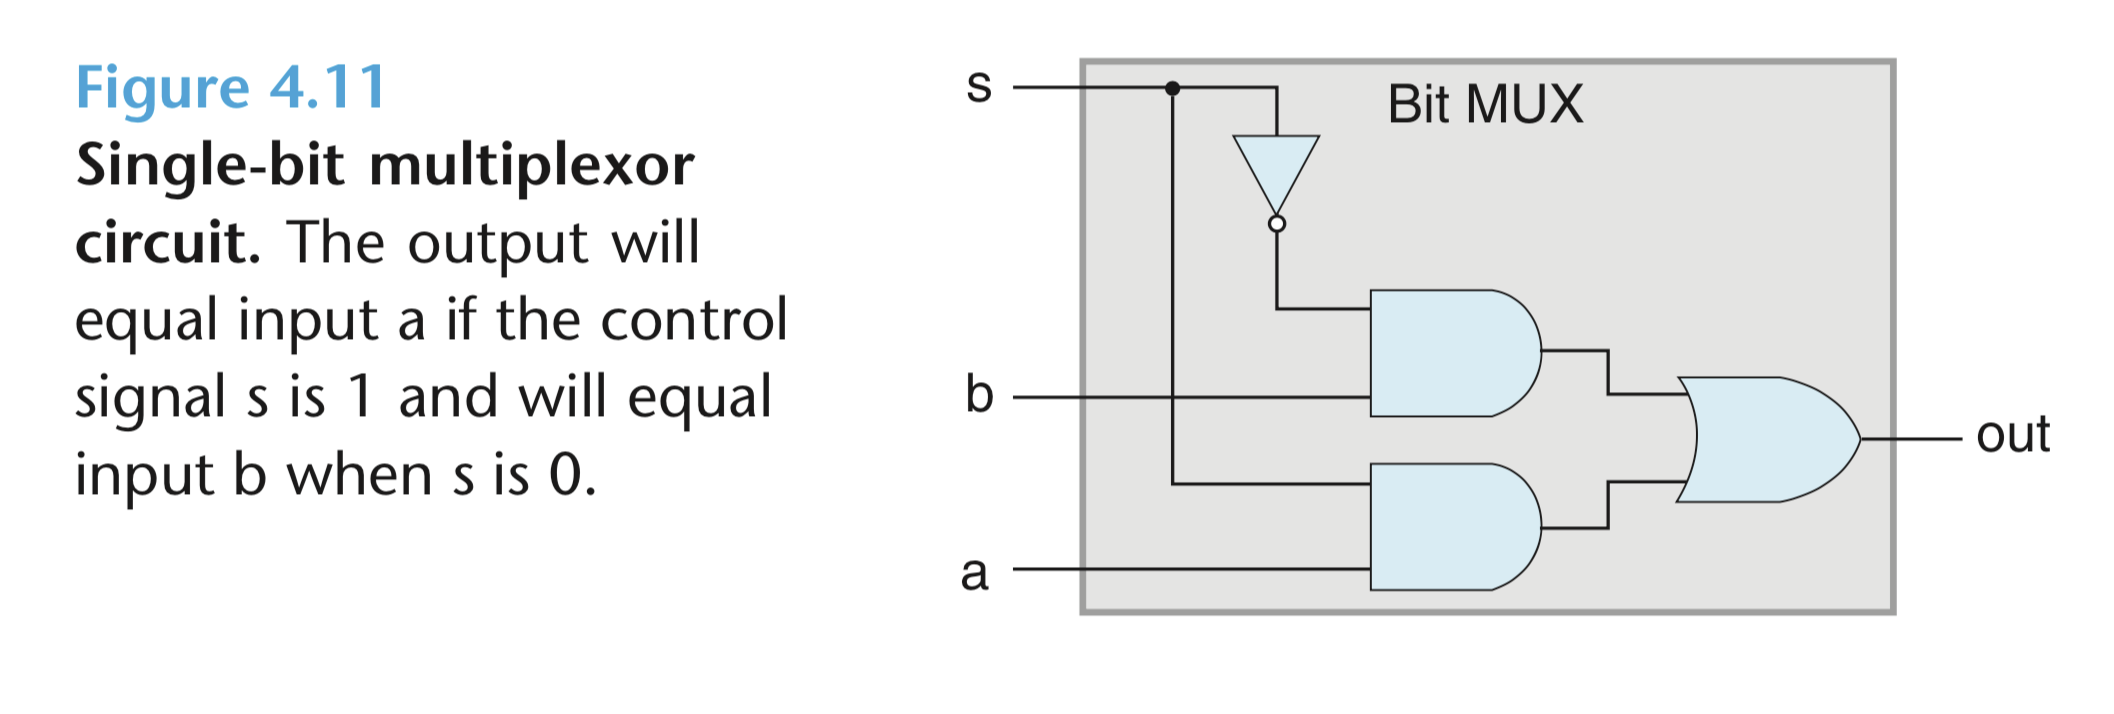 Figure 4.11
Single-bit multiplexor
circuit. The output will
equal input a if the control
signal s is 1 and will equal
input b when s is 0.
s
Bit MUX
b
out
a